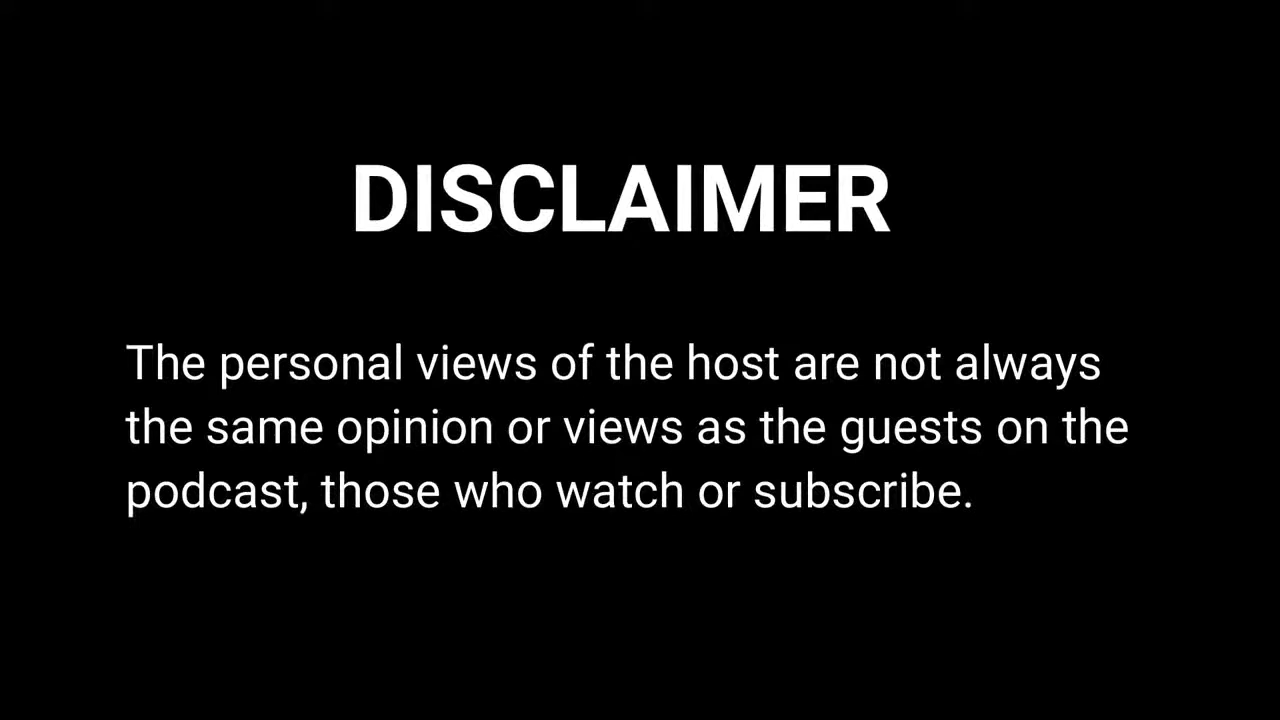 DISCLAIMER
The personal views of the host are not always
the same opinion or views as the guests on the
podcast, those who watch or subscribe.